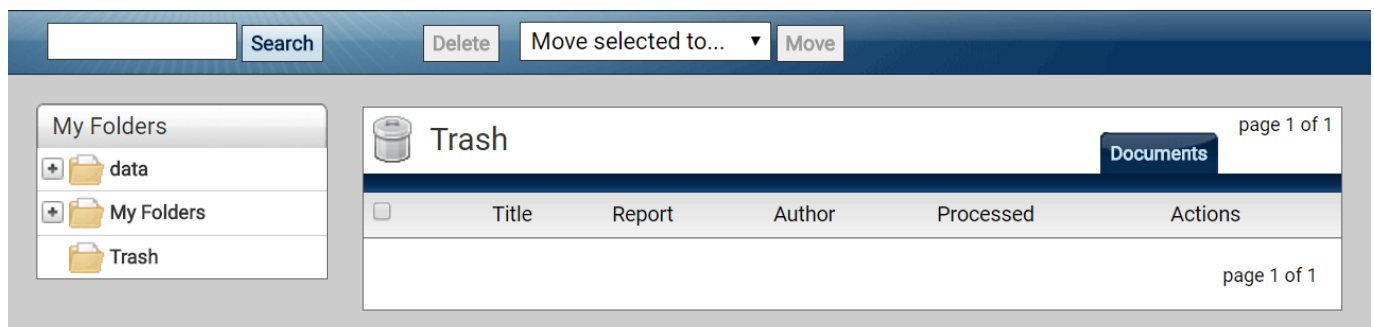 Search Delete Move selected to... Move
My Folders
data
My Folders
Trash
Trash
page 1 of 1
Documents
Title Report Author Processed Actions
page 1 of 1